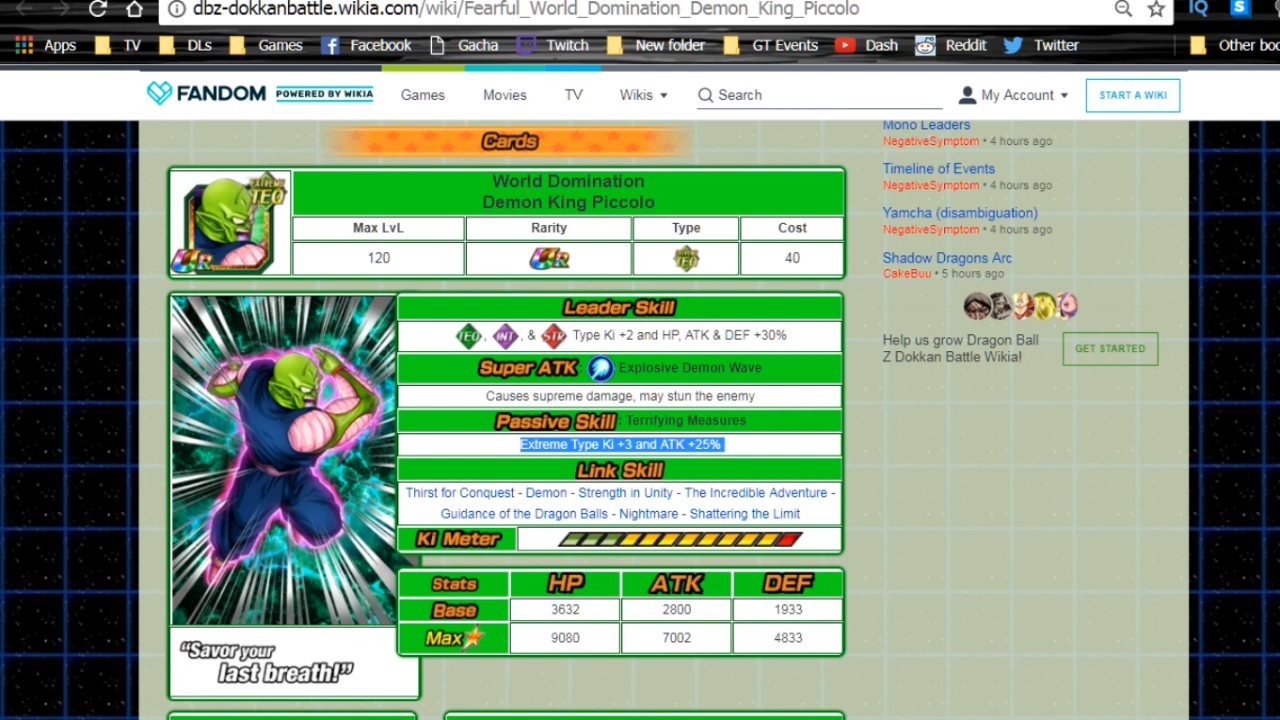 dbz-dokkanbattle.wikia.com/wiki/Fearful_World_Domination_Demon_King_Piccolo
Apps TV DLs Games Facebook Gacha Twitch New folder GT Events Dash Reddit Twitter Other boo
FANDOM POWERED BY WIKIA Games Movies TV Wikis Search My Account START A WIKI
Cards
World Domination
Demon King Piccolo
Max LvL Rarity Type Cost
120 UR 40
EXTREME
TEQ
Leader Skill
TEQ, INT, & STR Type Ki +2 and HP, ATK & DEF +30%
Super ATK: Explosive Demon Wave
Causes supreme damage, may stun the enemy
Passive Skill: Terrifying Measures
Extreme Type Ki +3 and ATK +25%
Link Skill
Thirst for Conquest - Demon - Strength in Unity - The Incredible Adventure -
Guidance of the Dragon Balls - Nightmare - Shattering the Limit
Ki Meter
Stats HP ATK DEF
Base 3632 2800 1933
Max 9080 7002 4833
"Savor your
last breath!"
Mono Leaders
NegativeSymptom • 4 hours ago
Timeline of Events
NegativeSymptom • 4 hours ago
Yamcha (disambiguation)
NegativeSymptom • 4 hours ago
Shadow Dragons Arc
CakeBuu • 5 hours ago
Help us grow Dragon Ball
Z Dokkan Battle Wikia!
GET STARTED